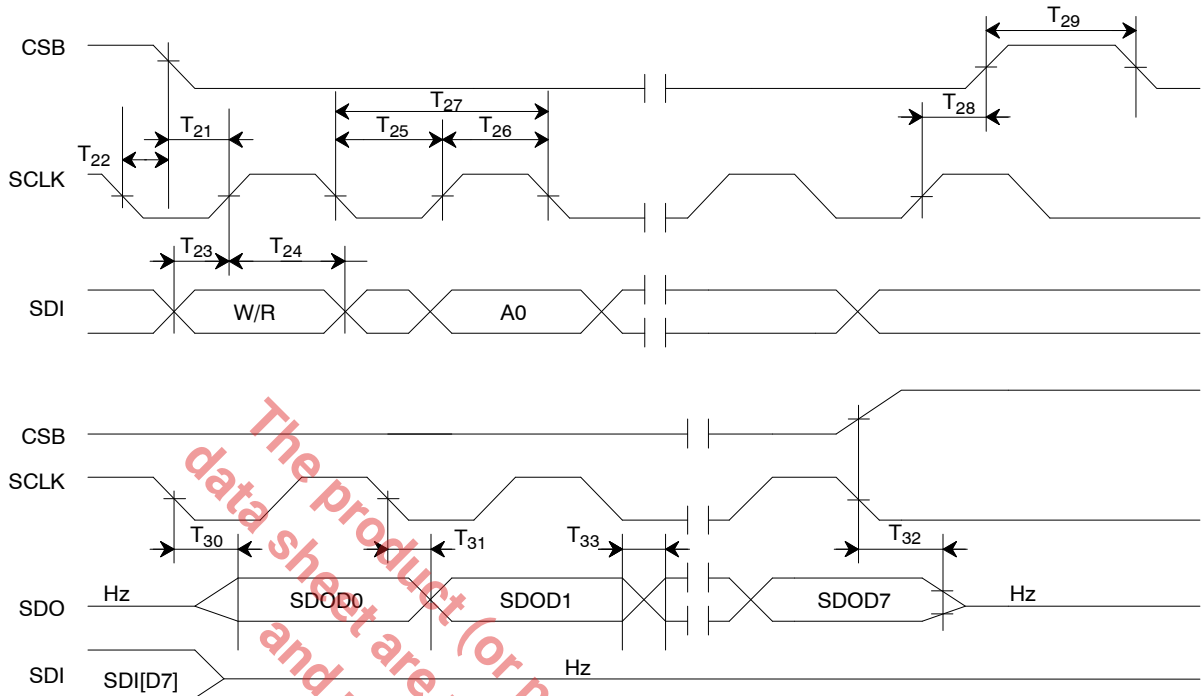 CSB
T29
T27
T28
T21
T25
T26
T22
SCLK
T23
T24
SDI
W/R
A0
CSB
SCLK
T30
T31
T33
T32
SDO
Hz
SDOD0
SDOD1
SDOD7
Hz
SDI
SDI[D7]
Hz
The product (or p
data sheet are
and